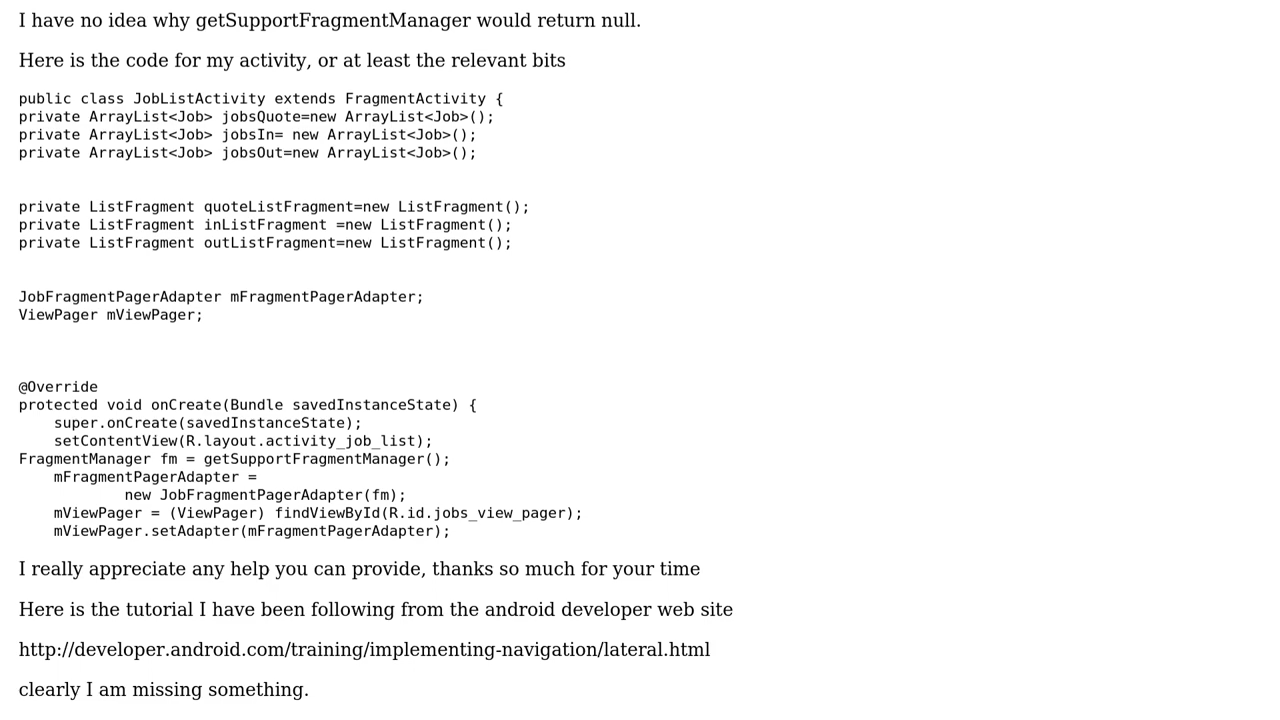 I have no idea why getSupportFragmentManager would return null.
Here is the code for my activity, or at least the relevant bits
public class JobListActivity extends FragmentActivity {
private ArrayList<Job> jobsQuote=new ArrayList<Job>();
private ArrayList<Job> jobsIn= new ArrayList<Job>();
private ArrayList<Job> jobsOut=new ArrayList<Job>();
private ListFragment quoteListFragment=new ListFragment();
private ListFragment inListFragment =new ListFragment();
private ListFragment outListFragment=new ListFragment();
JobFragmentPagerAdapter mFragmentPagerAdapter;
ViewPager mViewPager;
@Override
protected void onCreate(Bundle savedInstanceState) {
    super.onCreate(savedInstanceState);
    setContentView(R.layout.activity_job_list);
FragmentManager fm = getSupportFragmentManager();
    mFragmentPagerAdapter =
            new JobFragmentPagerAdapter(fm);
    mViewPager = (ViewPager) findViewById(R.id.jobs_view_pager);
    mViewPager.setAdapter(mFragmentPagerAdapter);
I really appreciate any help you can provide, thanks so much for your time
Here is the tutorial I have been following from the android developer web site
http://developer.android.com/training/implementing-navigation/lateral.html
clearly I am missing something.